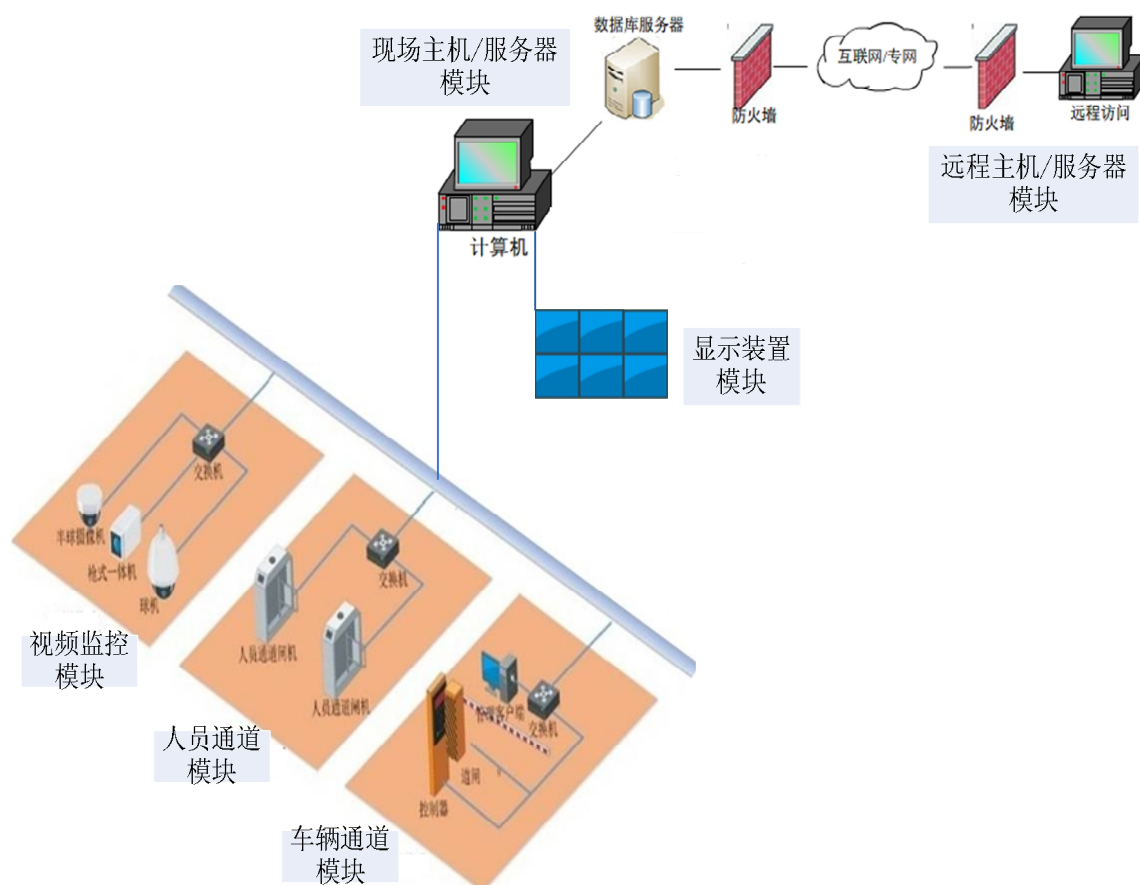 数据库服务器
现场主机/服务器
模块
互联网/专网
防火墙
防火墙
远程访问
远程主机/服务器
模块
计算机
显示装置
模块
交换机
半球摄像机
枪式一体机
球机
视频监控
模块
交换机
人员通道闸机
人员通道闸机
人员通道
模块
管理客户端
交换机
道闸
控制器
车辆通道
模块